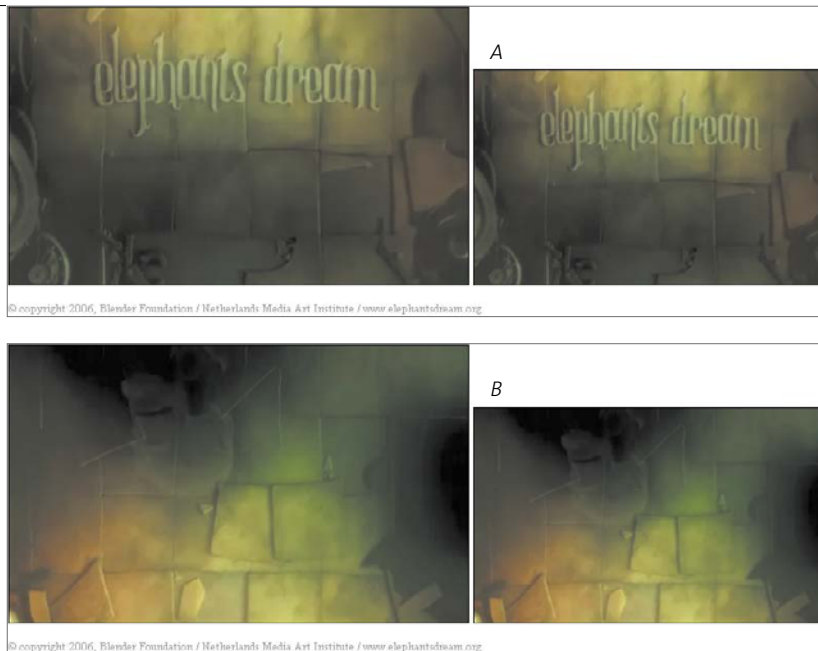 elephants dream
A
elephants dream
© copyright 2006, Blender Foundation / Netherlands Media Art Institute / www.elephantsdream.org
B
© copyright 2006, Blender Foundation / Netherlands Media Art Institute / www.elephantsdream.org